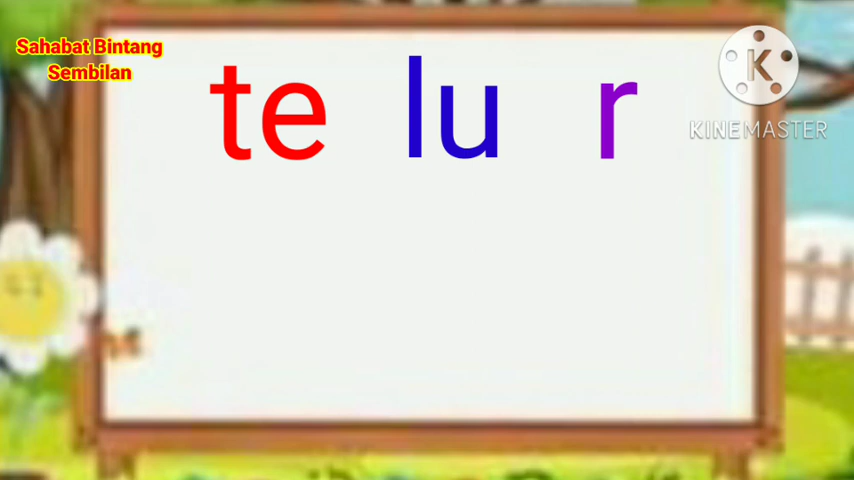 Sahabat Bintang
Sembilan
te lu r
K
KINEMASTER